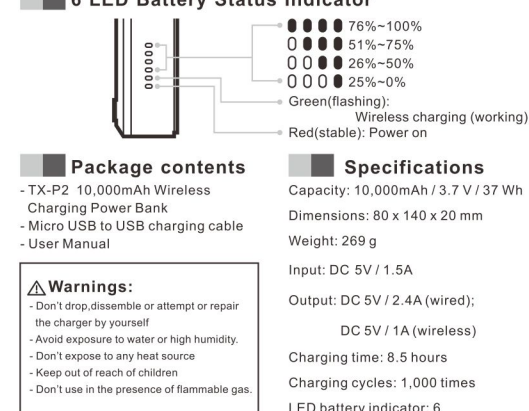 6 LED Battery Status Indicator
76%~100%
51%~75%
26%~50%
25%~0%
Green(flashing):
Wireless charging (working)
Red(stable): Power on
Package contents
- TX-P2 10,000mAh Wireless
Charging Power Bank
- Micro USB to USB charging cable
- User Manual
⚠Warnings:
- Don't drop,dissemble or attempt or repair
the charger by yourself
- Avoid exposure to water or high humidity.
- Don't expose to any heat source
- Keep out of reach of children
- Don't use in the presence of flammable gas.
Specifications
Capacity: 10,000mAh / 3.7 V / 37 Wh
Dimensions: 80 x 140 x 20 mm
Weight: 269 g
Input: DC 5V / 1.5A
Output: DC 5V / 2.4A (wired);
DC 5V / 1A (wireless)
Charging time: 8.5 hours
Charging cycles: 1,000 times
LED battery indicator: 6